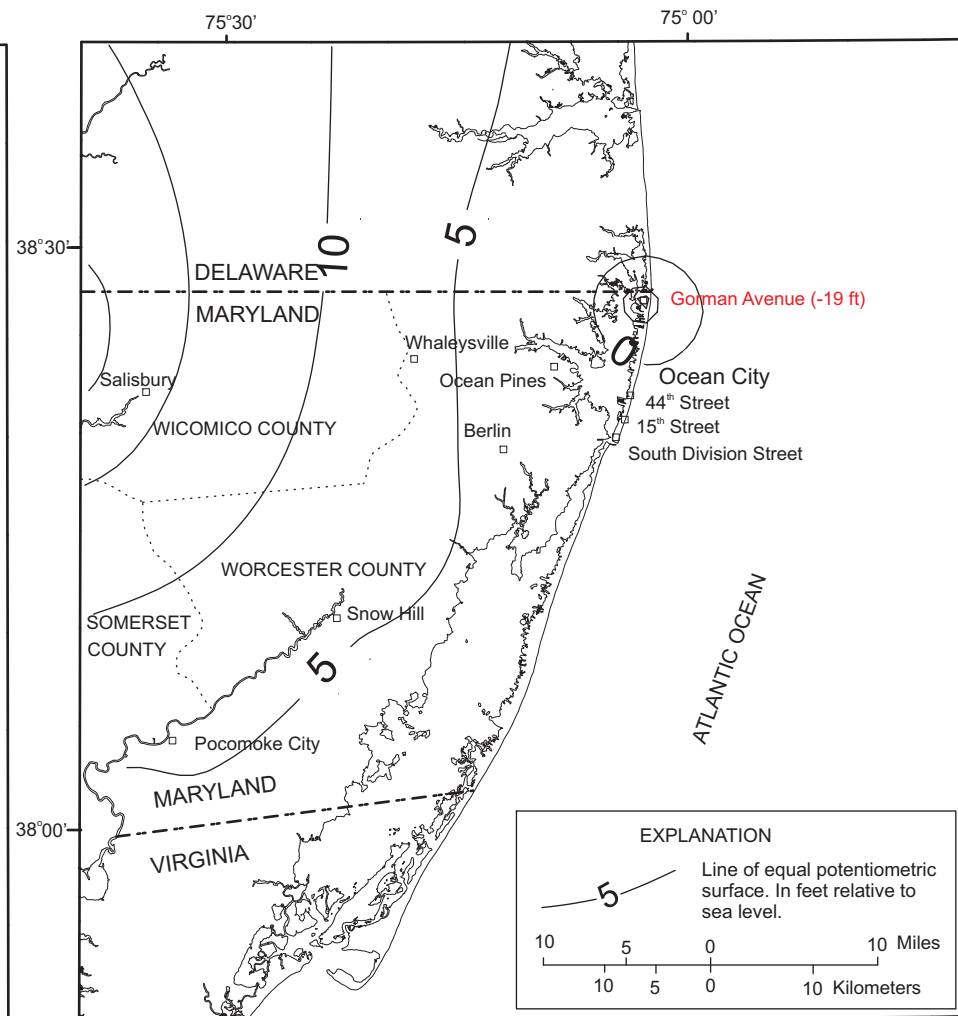 75°30'
75°00'
38°30'
10
5
DELAWARE
MARYLAND
Gorman Avenue (-19 ft)
Whaleysville
0
Ocean Pines
Ocean City
Salisbury
44th Street
WICOMICO COUNTY
15th Street
Berlin
South Division Street
WORCESTER COUNTY
SOMERSET
COUNTY
Snow Hill
5
ATLANTIC OCEAN
Pocomoke City
MARYLAND
38°00'
VIRGINIA
EXPLANATION
5
Line of equal potentiometric
surface. In feet relative to
sea level.
10 5 0 10 Miles
10 5 0 10 Kilometers